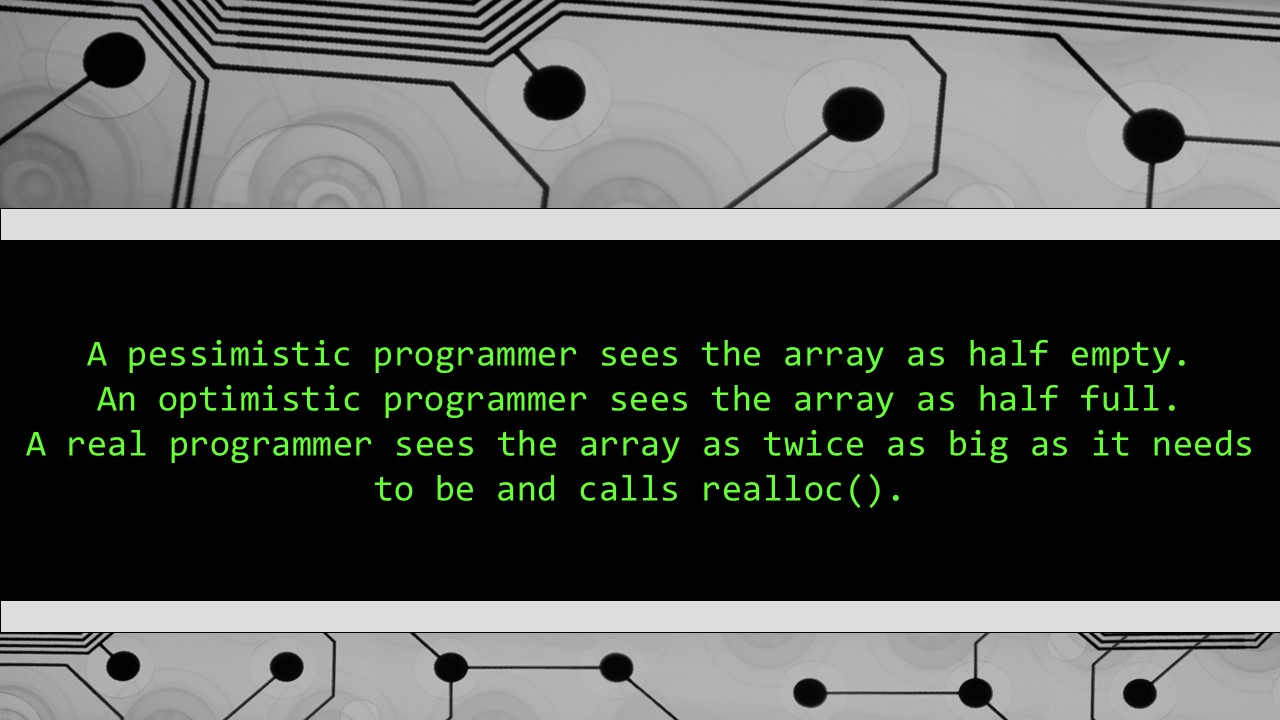 A pessimistic programmer sees the array as half empty.
An optimistic programmer sees the array as half full.
A real programmer sees the array as twice as big as it needs
to be and calls realloc().